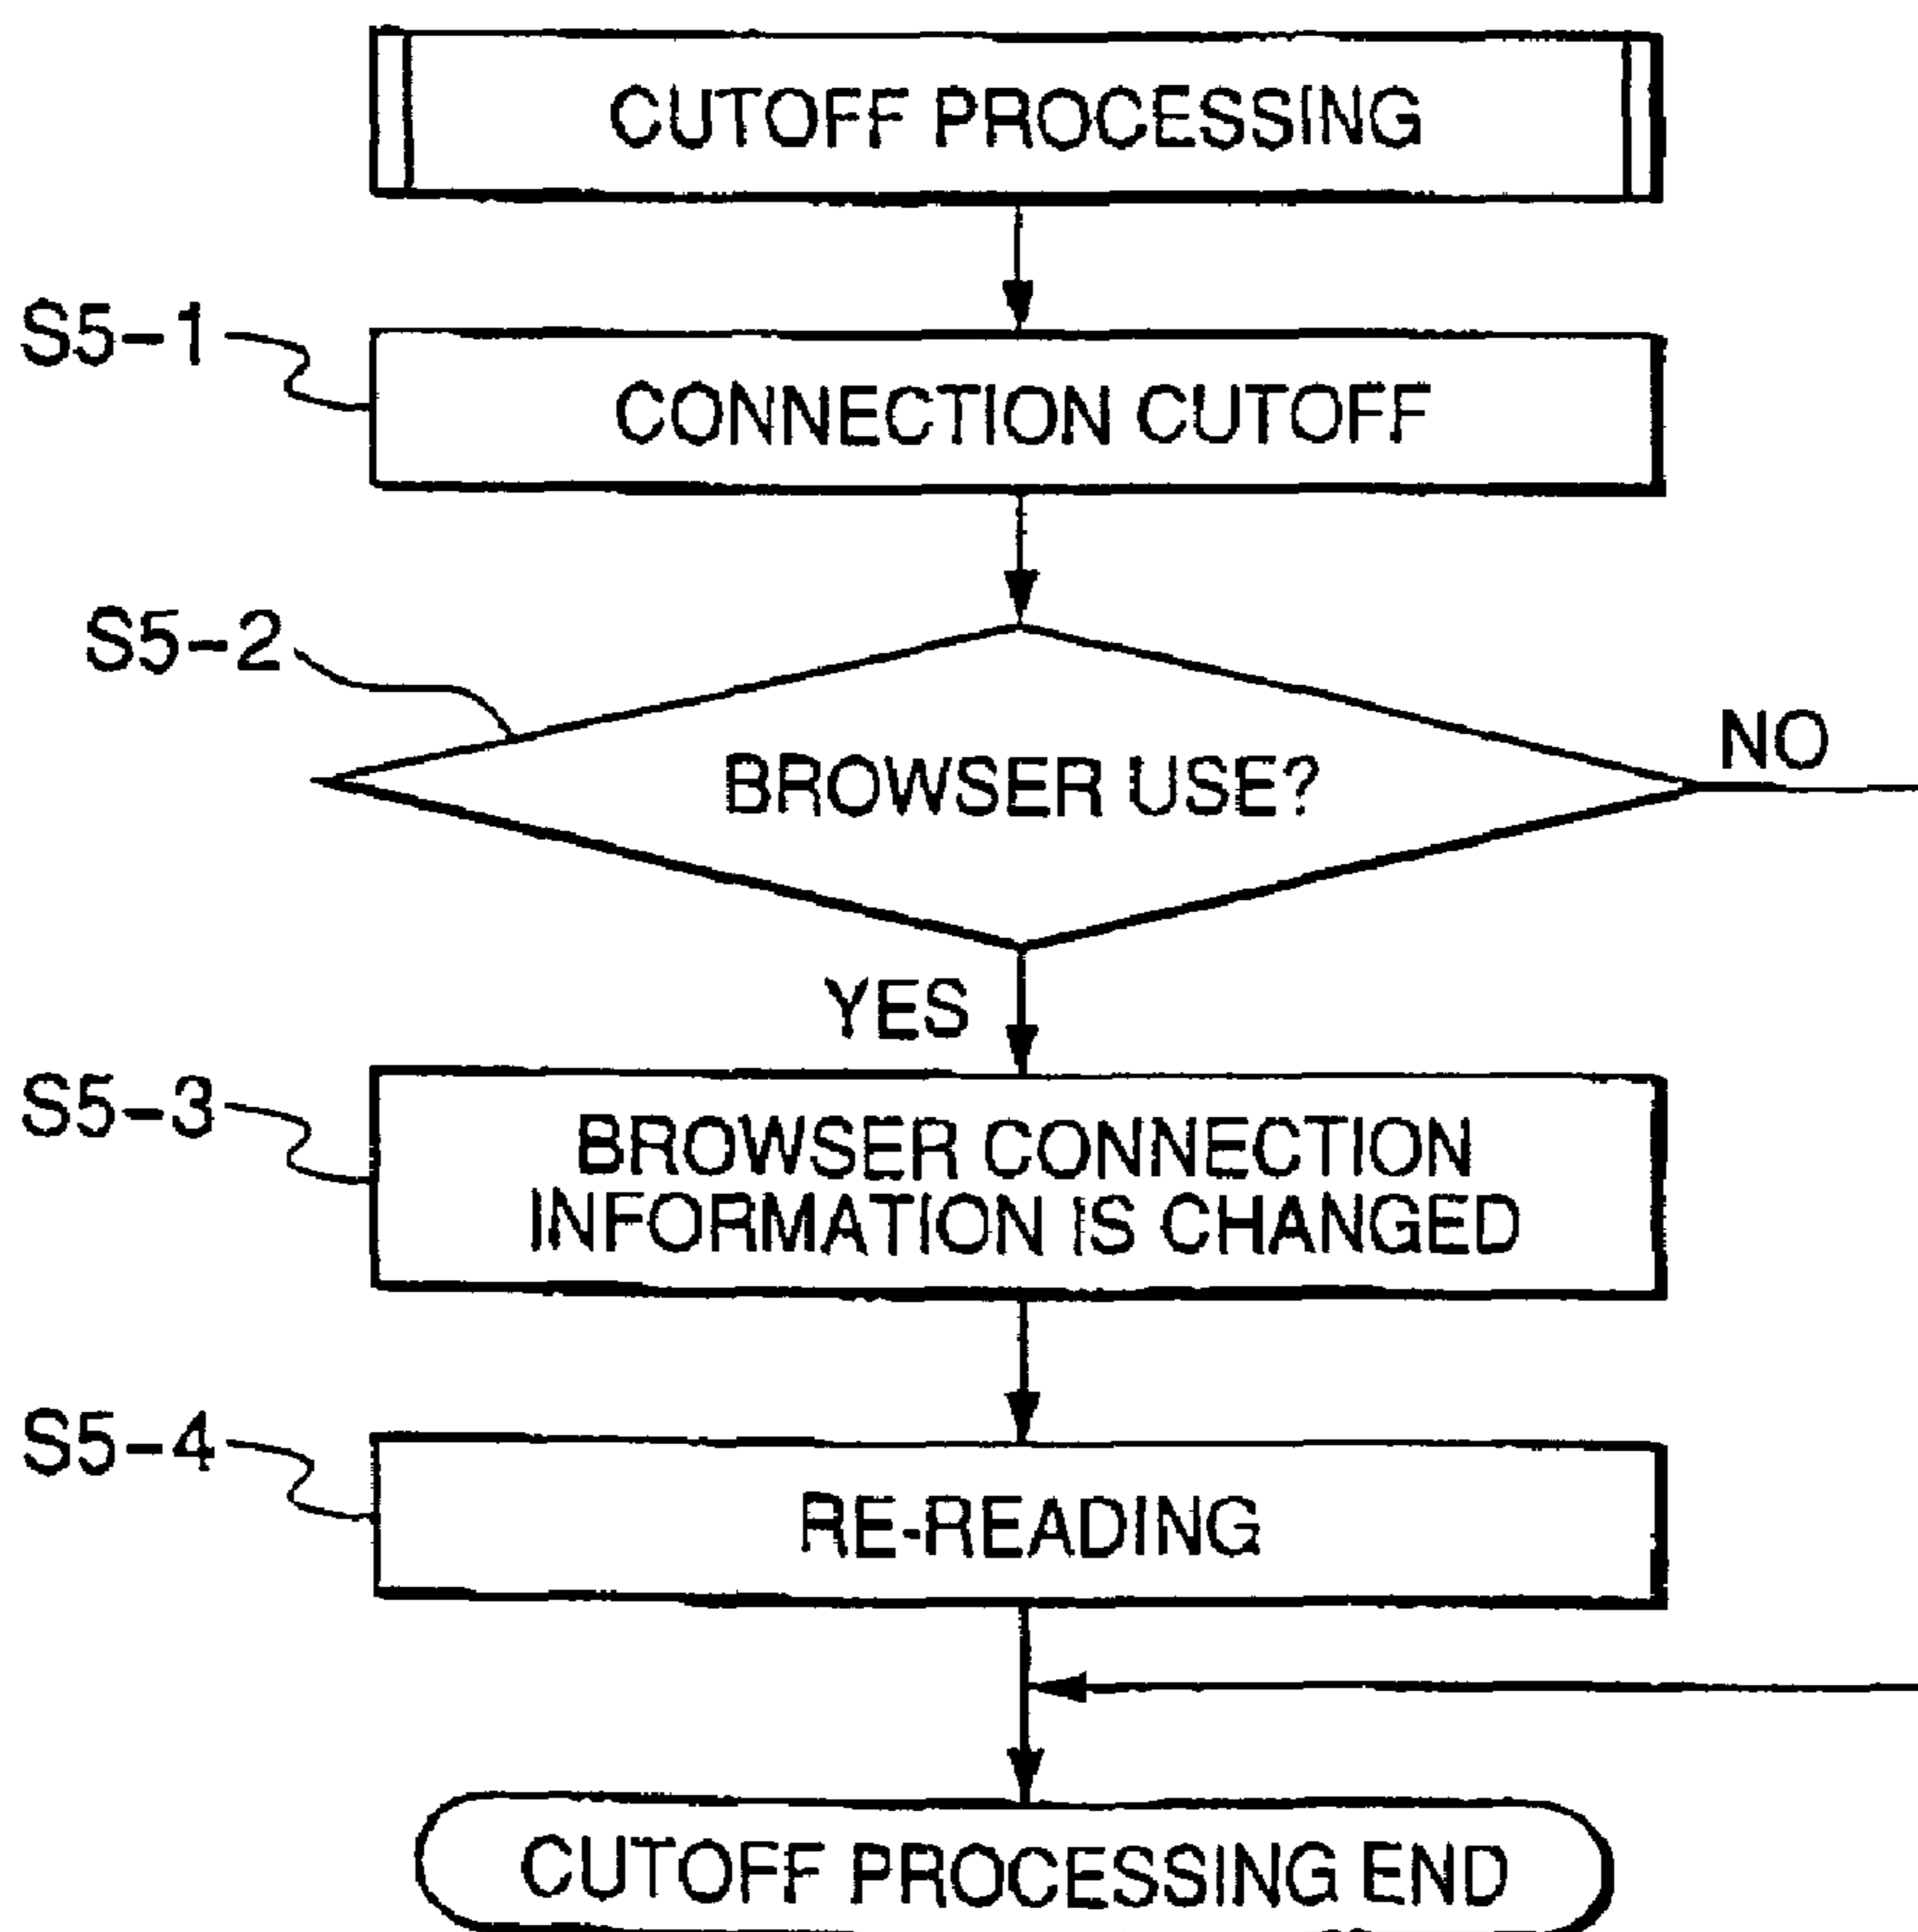 CUTOFF PROCESSING
S5-1
CONNECTION CUTOFF
S5-2
BROWSER USE?
NO
YES
S5-3
BROWSER CONNECTION
INFORMATION IS CHANGED
S5-4
RE-READING
CUTOFF PROCESSING END